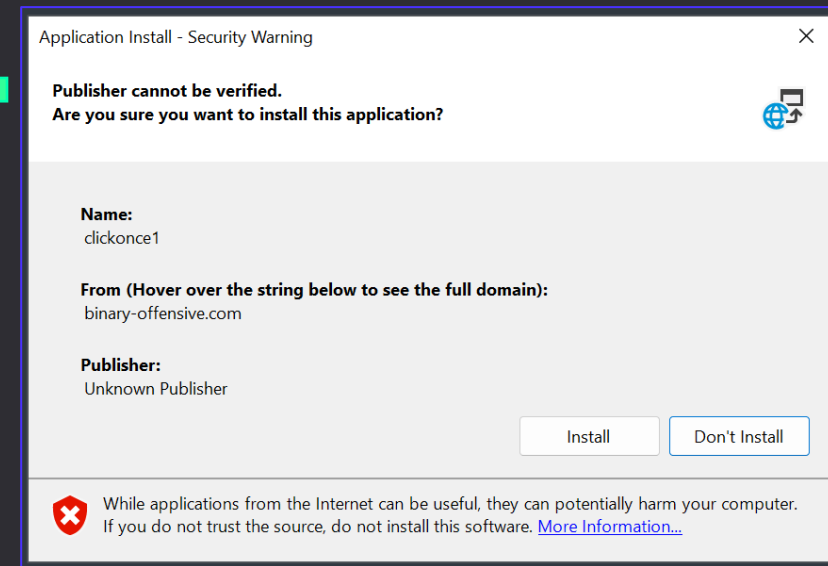 Application Install - Security Warning
Publisher cannot be verified.
Are you sure you want to install this application?
Name:
clickonce1
From (Hover over the string below to see the full domain):
binary-offensive.com
Publisher:
Unknown Publisher
Install
Don't Install
While applications from the Internet can be useful, they can potentially harm your computer.
If you do not trust the source, do not install this software. More Information...